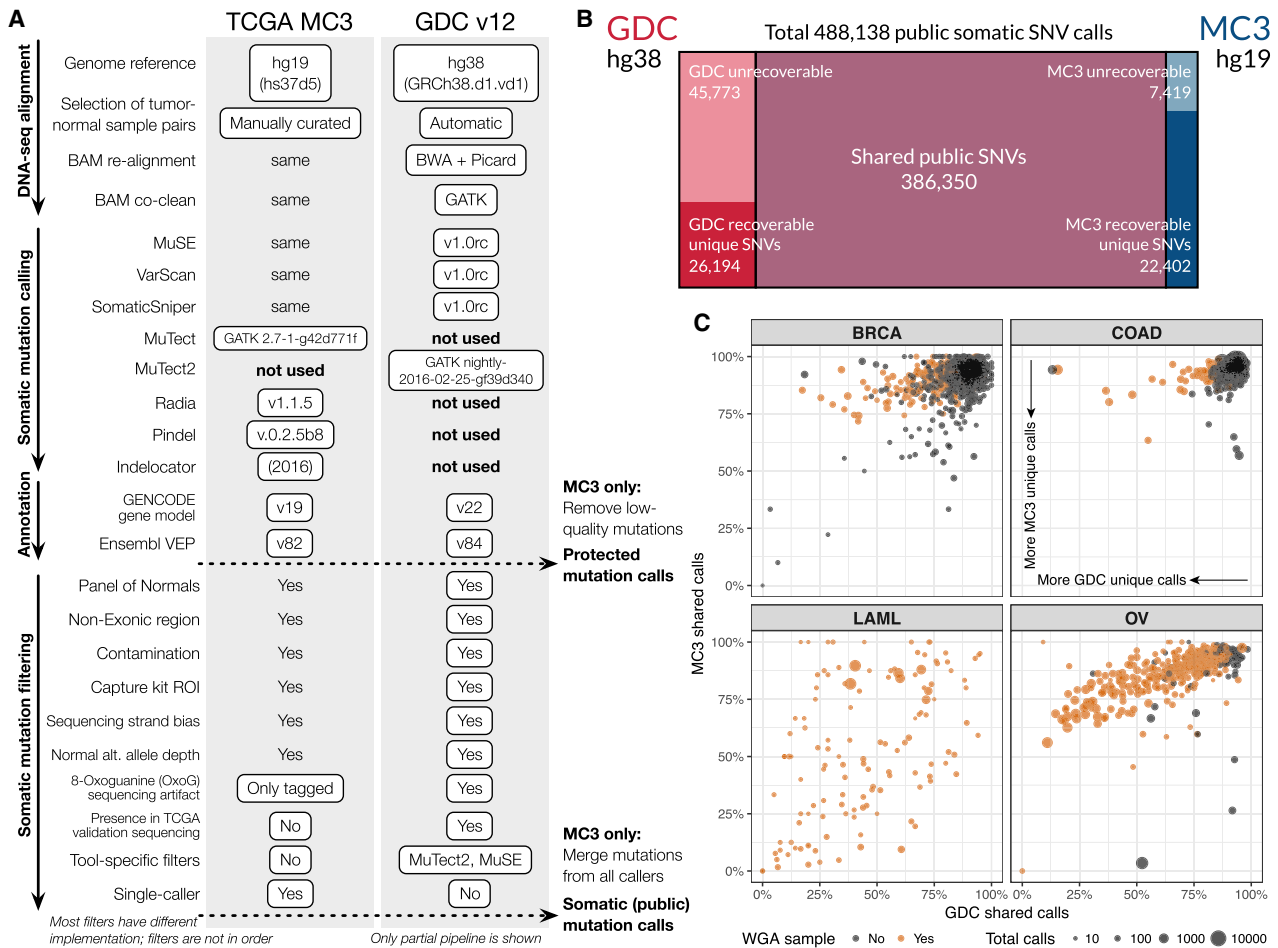 A
TCGA MC3
GDC v12
DNA-seq alignment
Genome reference
hg19
(hs37d5)
hg38
(GRCh38.d1.vd1)
Selection of tumor-
normal sample pairs
Manually curated
Automatic
BAM re-alignment
same
BWA + Picard
BAM co-clean
same
GATK
Somatic mutation calling
MuSE
same
v1.0rc
VarScan
same
v1.0rc
SomaticSniper
same
v1.0rc
MuTect
GATK 2.7-1-g42d771f
not used
MuTect2
not used
GATK nightly-
2016-02-25-gf39d340
Radia
v1.1.5
not used
Pindel
v.0.2.5b8
not used
Indelocator
(2016)
not used
Annotation
GENCODE
gene model
v19
v22
Ensembl VEP
v82
v84
MC3 only:
Remove low-
quality mutations
Protected
mutation calls
Somatic mutation filtering
Panel of Normals
Yes
Yes
Non-Exonic region
Yes
Yes
Contamination
Yes
Yes
Capture kit ROI
Yes
Yes
Sequencing strand bias
Yes
Yes
Normal alt. allele depth
Yes
Yes
8-Oxoguanine (OxoG)
sequencing artifact
Only tagged
Yes
Presence in TCGA
validation sequencing
No
Yes
Tool-specific filters
No
MuTect2, MuSE
Single-caller
Yes
No
MC3 only:
Merge mutations
from all callers
Somatic (public)
mutation calls
Most filters have different
implementation; filters are not in order
Only partial pipeline is shown
B
GDC
hg38
Total 488,138 public somatic SNV calls
MC3
hg19
GDC unrecoverable
45,773
MC3 unrecoverable
7,419
Shared public SNVs
386,350
GDC recoverable
unique SNVs
26,194
MC3 recoverable
unique SNVs
22,402
C
BRCA
COAD
100%
75%
50%
25%
0%
More MC3 unique calls
More GDC unique calls
MC3 shared calls
LAML
OV
100%
75%
50%
25%
0%
0%
25%
50%
75%
100%
0%
25%
50%
75%
100%
GDC shared calls
WGA sample
No
Yes
Total calls
10
100
1000
10000